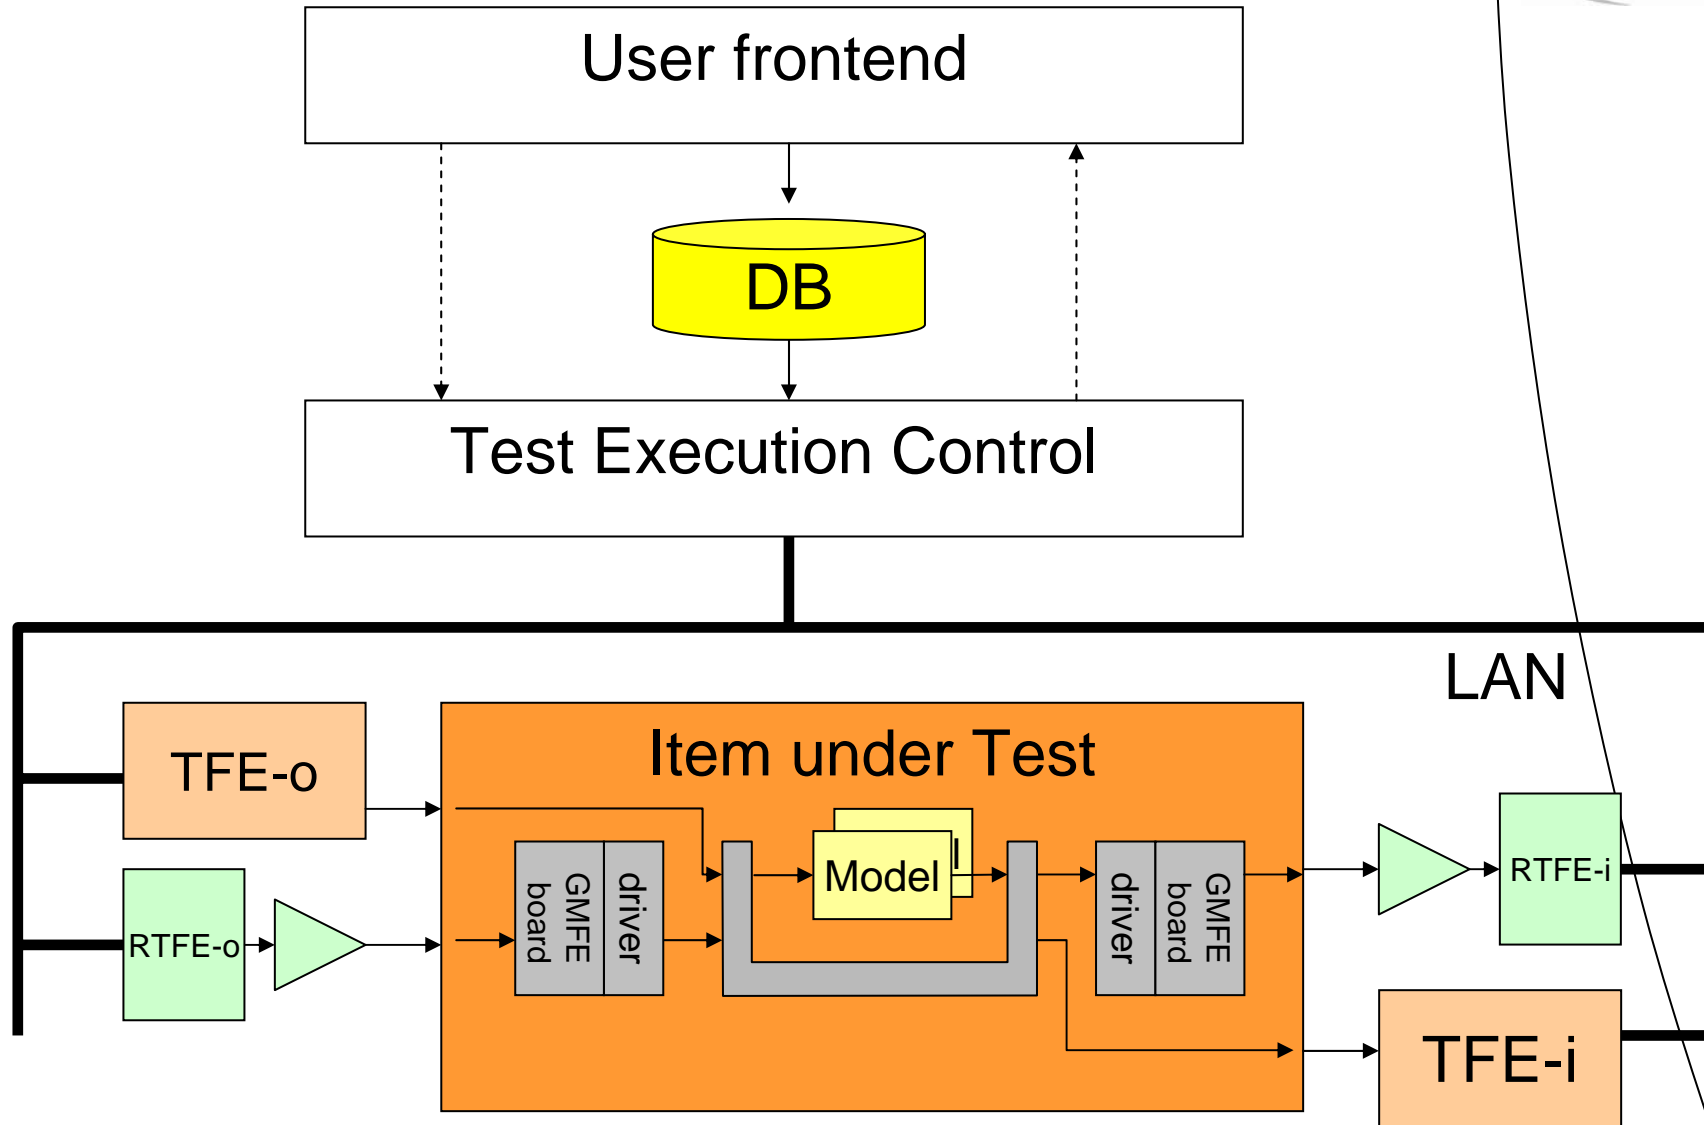 User frontend
DB
Test Execution Control
LAN
TFE-o
Item under Test
Model
l
GMFE
board
driver
driver
GMFE
board
RTFE-o
RTFE-i
TFE-i